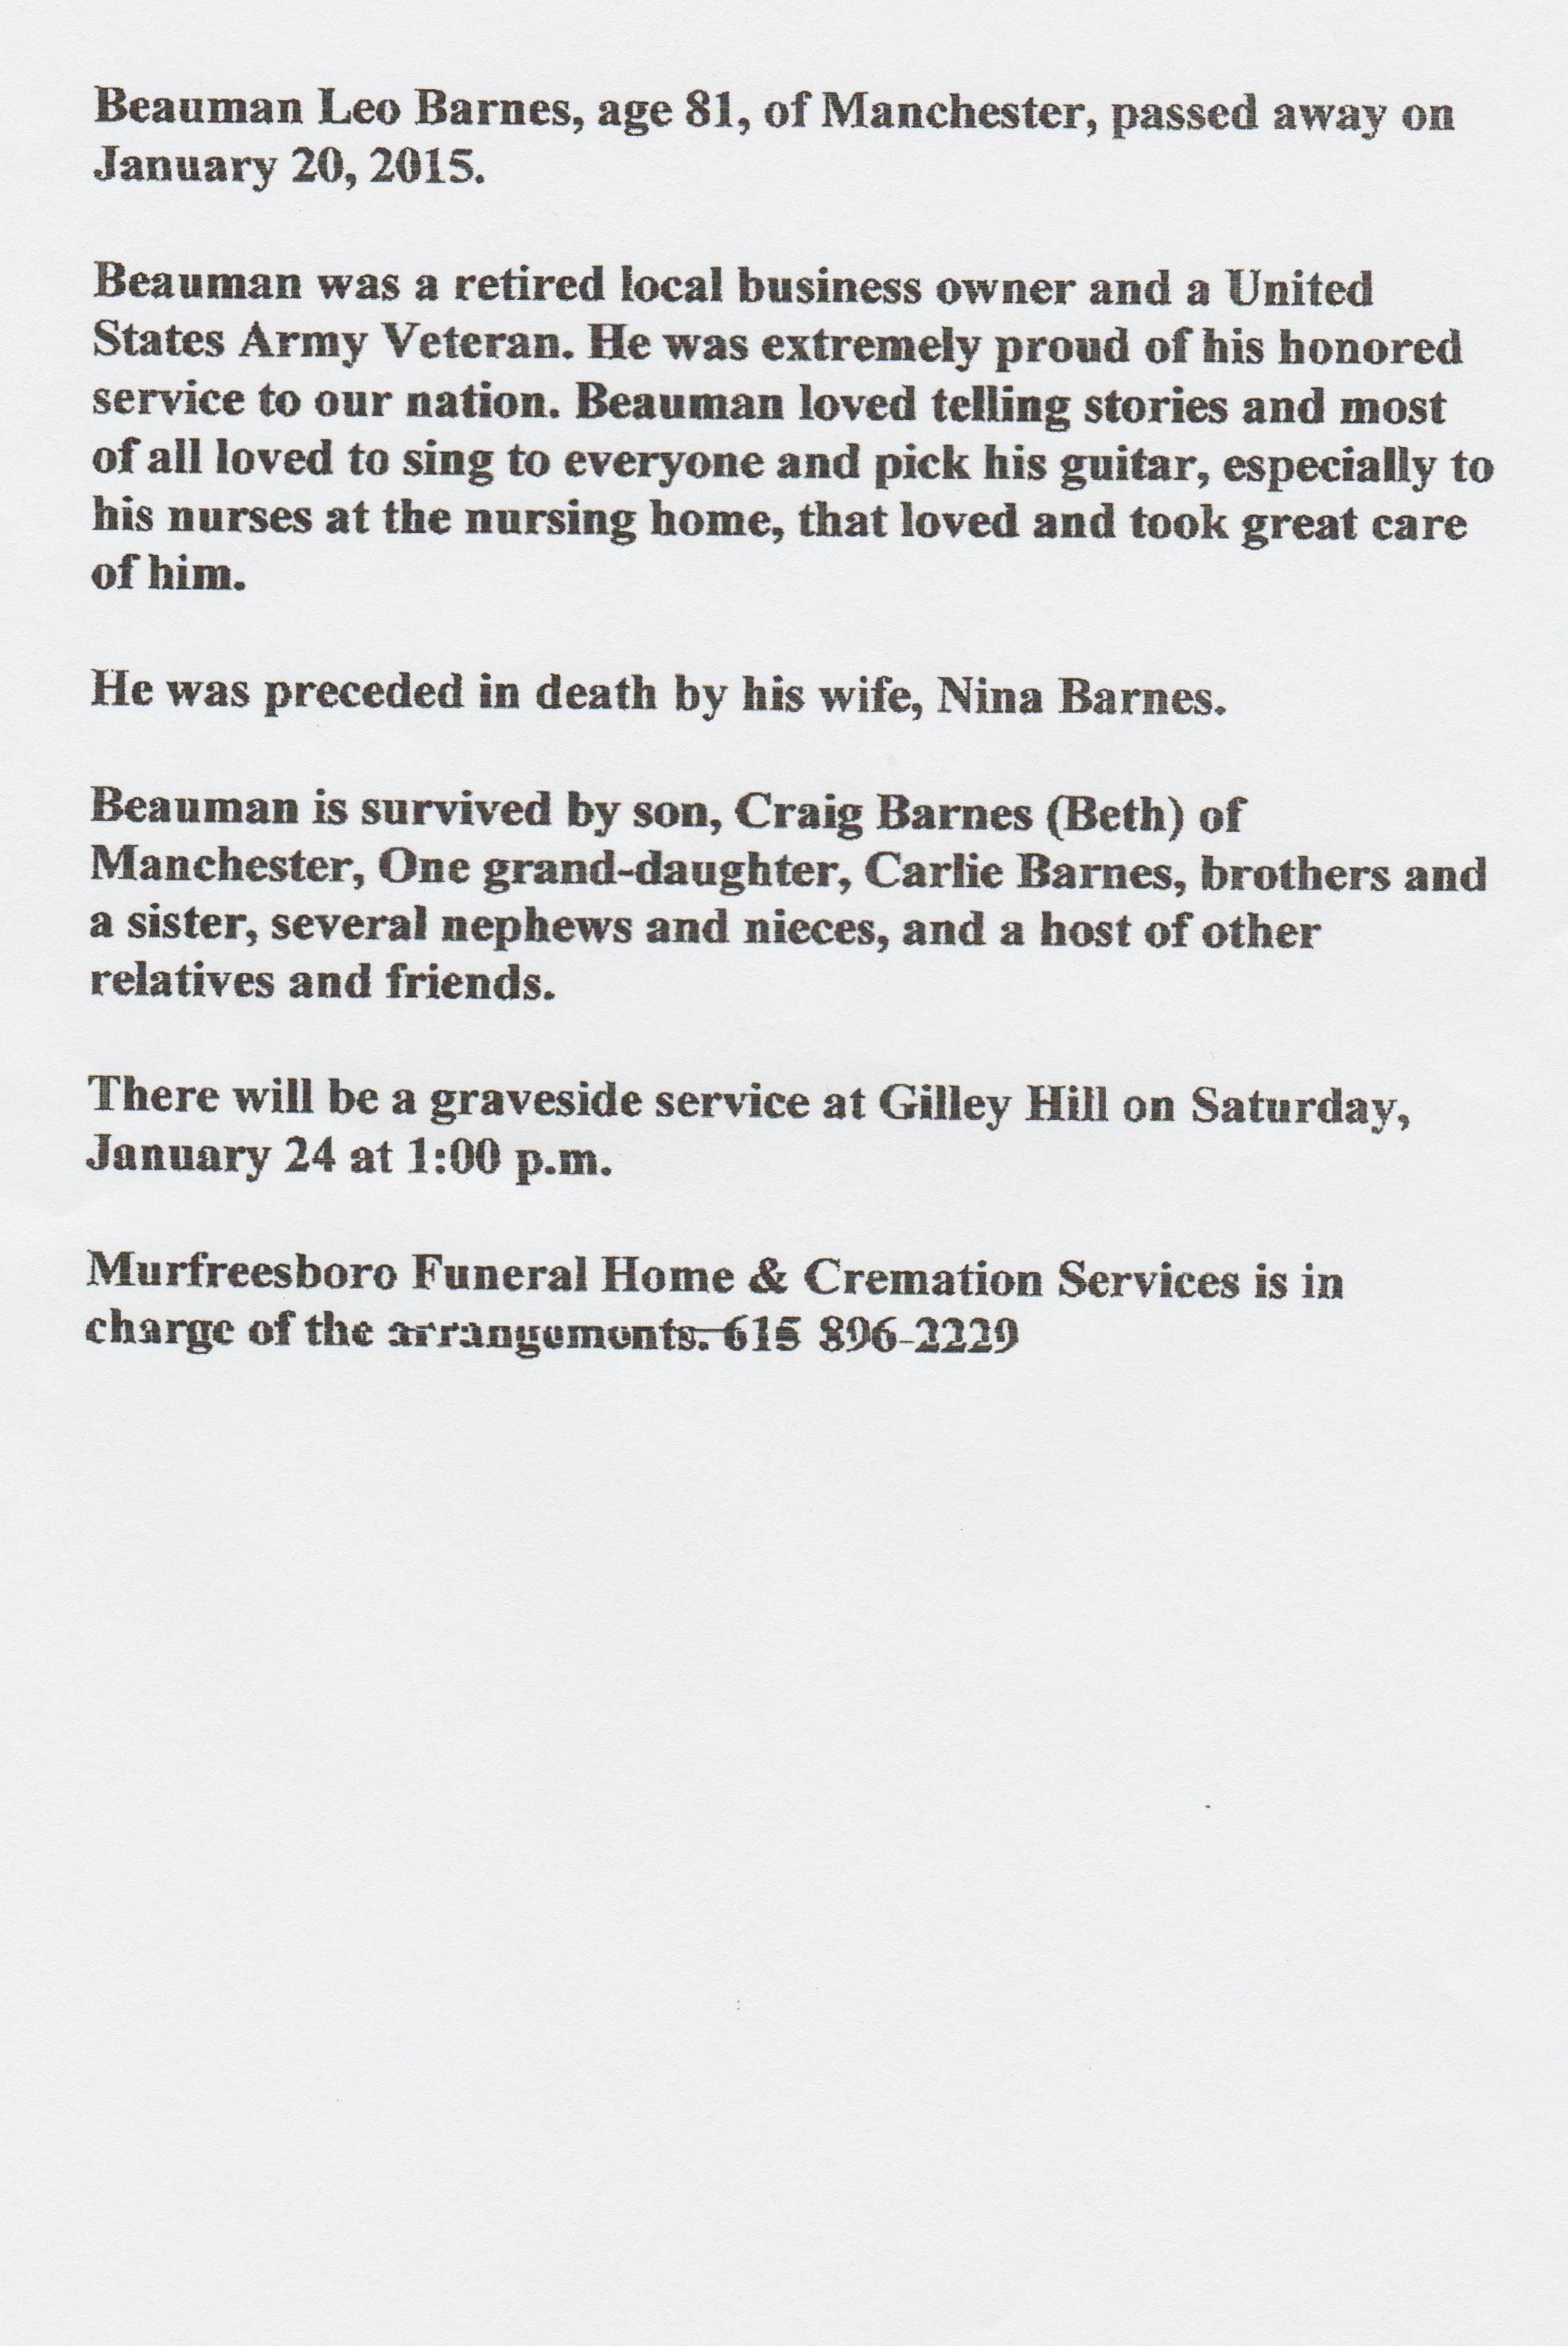 Beauman Leo Barnes, age 81, of Manchester, passed away on
January 20, 2015.
Beauman was a retired local business owner and a United
States Army Veteran. He was extremely proud of his honored
service to our nation. Beauman loved telling stories and most
of all loved to sing to everyone and pick his guitar, especially to
his nurses at the nursing home, that loved and took great care
of him.
He was preceded in death by his wife, Nina Barnes.
Beauman is survived by son, Craig Barnes (Beth) of
Manchester, One grand-daughter, Carlie Barnes, brothers and
a sister, several nephews and nieces, and a host of other
relatives and friends.
There will be a graveside service at Gilley Hill on Saturday,
January 24 at 1:00 p.m.
Murfreesboro Funeral Home & Cremation Services is in
charge of the arrangements. 615 896-2229